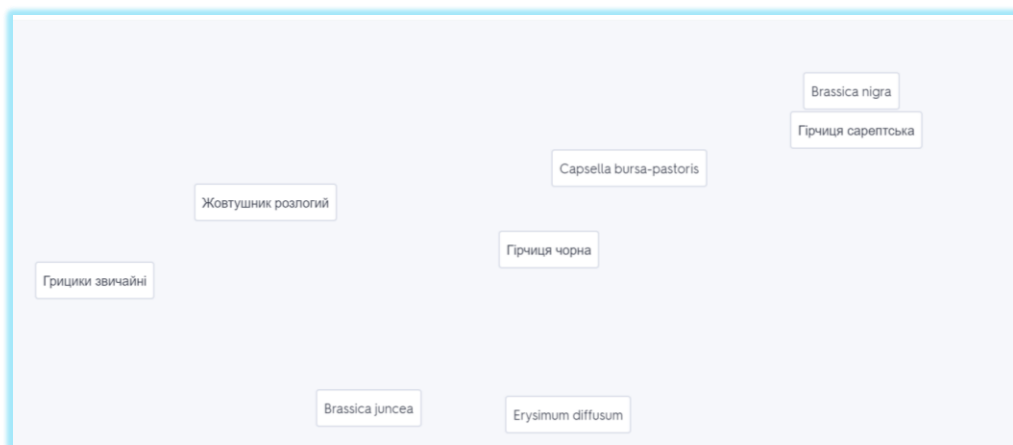 Brassica nigra
Гірчиця сарептська
Capsella bursa-pastoris
Жовтушник розлогий
Гірчиця чорна
Грицики звичайні
Brassica juncea
Erysimum diffusum